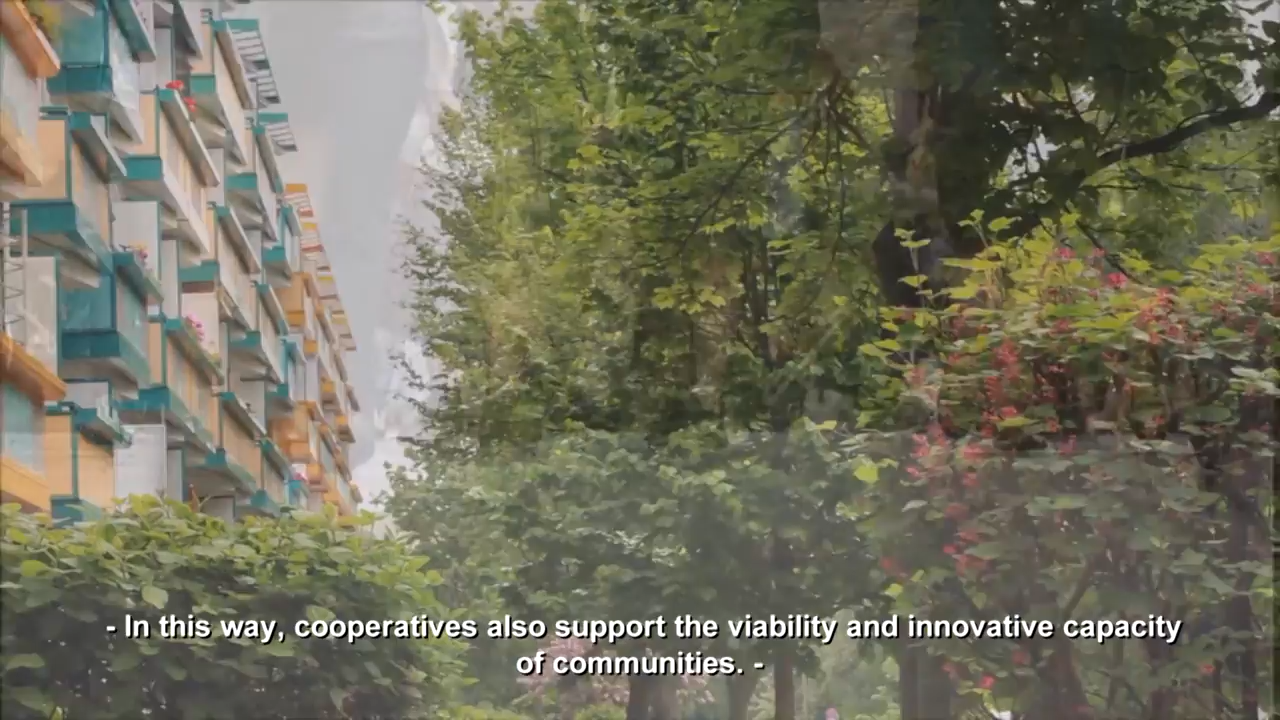 - In this way, cooperatives also support the viability and innovative capacity
of communities. -